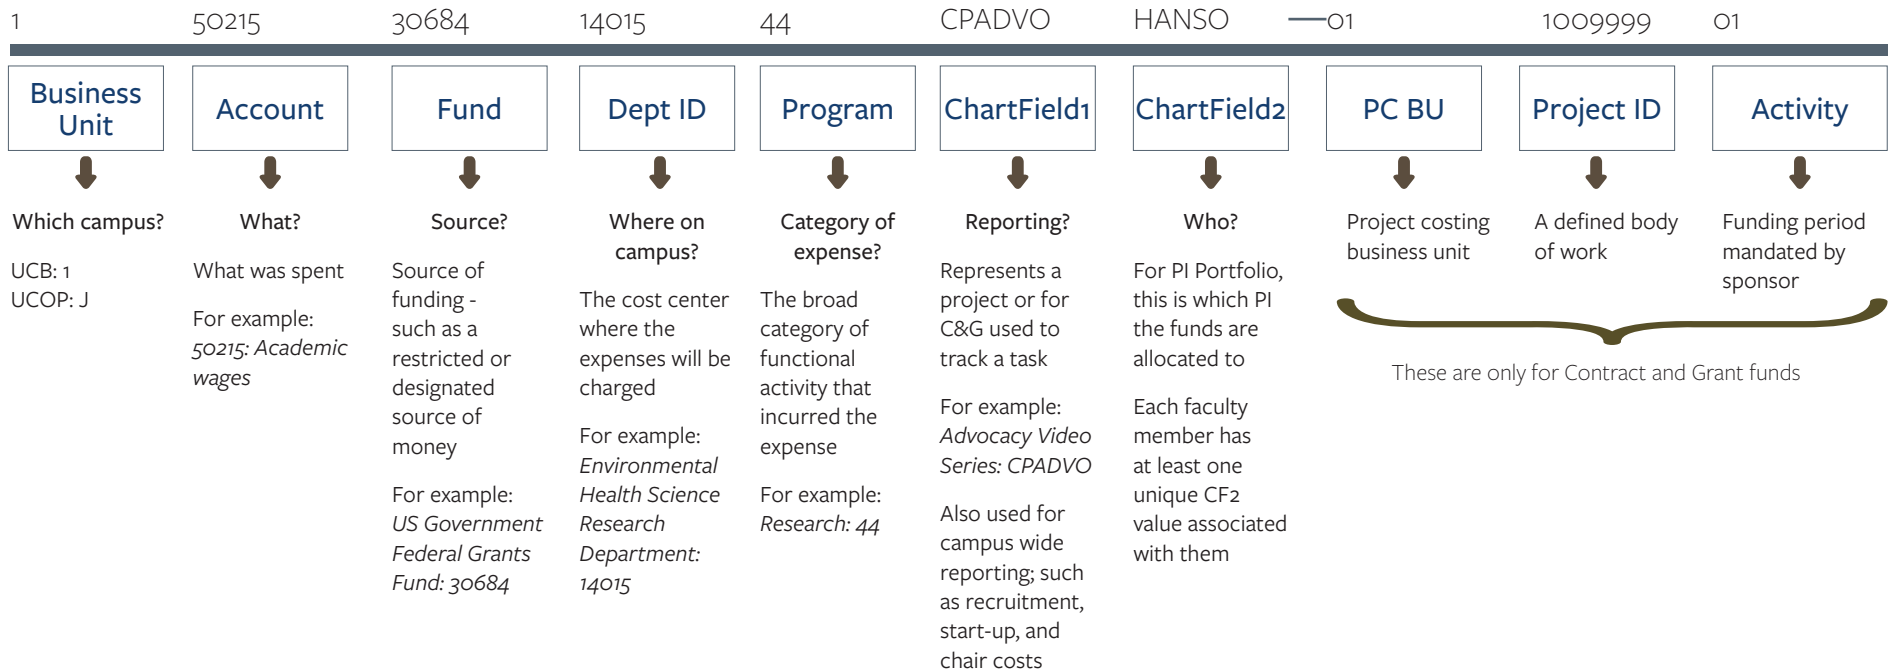 1 50215 30684 14015 44 CPADVO HANSO —01 1009999 01
Business
Unit
Account
Fund
Dept ID
Program
ChartField1
ChartField2
PC BU
Project ID
Activity
Which campus?
UCB: 1
UCOP: J
What?
What was spent
For example:
50215: Academic
wages
Source?
Source of
funding -
such as a
restricted or
designated
source of
money
For example:
US Government
Federal Grants
Fund: 30684
Where on
campus?
The cost center
where the
expenses will be
charged
For example:
Environmental
Health Science
Research
Department:
14015
Category of
expense?
The broad
category of
functional
activity that
incurred the
expense
For example:
Research: 44
Reporting?
Represents a
project or for
C&G used to
track a task
For example:
Advocacy Video
Series: CPADVO
Also used for
campus wide
reporting; such
as recruitment,
start-up, and
chair costs
Who?
For PI Portfolio,
this is which PI
the funds are
allocated to
Each faculty
member has
at least one
unique CF2
value associated
with them
Project costing
business unit
A defined body
of work
Funding period
mandated by
sponsor
These are only for Contract and Grant funds